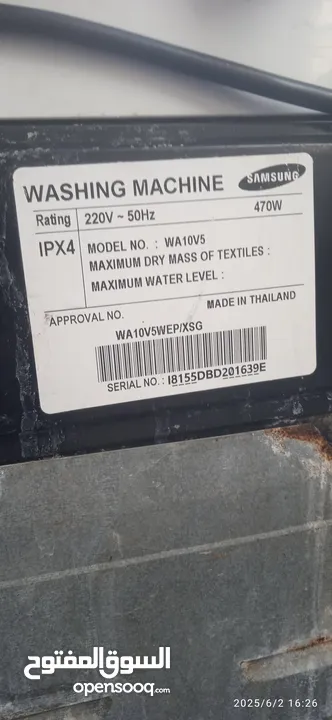 WASHING MACHINE SAMSUNG
Rating 220V ~ 50Hz 470W
IPX4 MODEL NO. : WA10V5
MAXIMUM DRY MASS OF TEXTILES :
MAXIMUM WATER LEVEL :
MADE IN THAILAND
APPROVAL NO.
WA10V5WEP/XSG
SERIAL NO. : I8155DBD201639E
السوق المفتوح
opensooq.com
2025/6/2 16:26